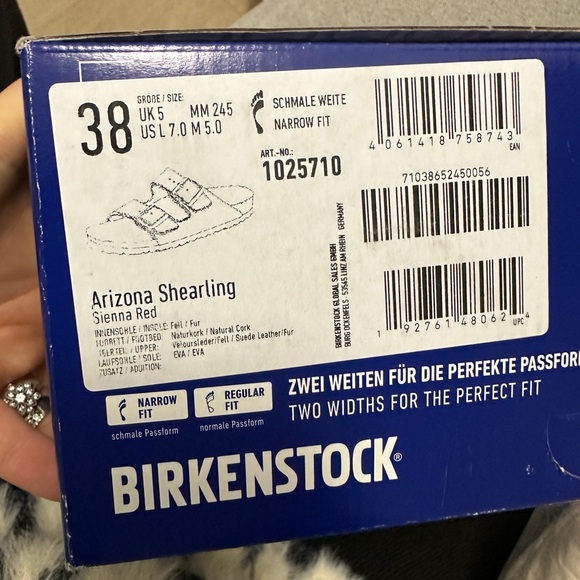 38
GRÖßE / SIZE:
UK 5 MM 245
US L 7.0 M 5.0
SCHMALE WEITE
NARROW FIT
ART.-NO.:
1025710
4 061418 758743
EAN
71038652450056
1 92761 48062 4
UPC
BIRKENSTOCK GLOBAL SALES GMBH
BURG OCKENFELS · 53545 LINZ AM RHEIN GERMANY
Arizona Shearling
Sienna Red
INNENSOHLE / INSOLE: Fell / Fur
FUßBETT / FOOTBED: Naturkork / Natural Cork
OBERTEIL / UPPER: Veloursleder/Fell / Suede Leather/Fur
LAUFSOHLE / SOLE: EVA / EVA
ZUSATZ / ADDITION:
NARROW FIT
schmale Passform
REGULAR FIT
normale Passform
ZWEI WEITEN FÜR DIE PERFEKTE PASSFOR
TWO WIDTHS FOR THE PERFECT FIT
BIRKENSTOCK®